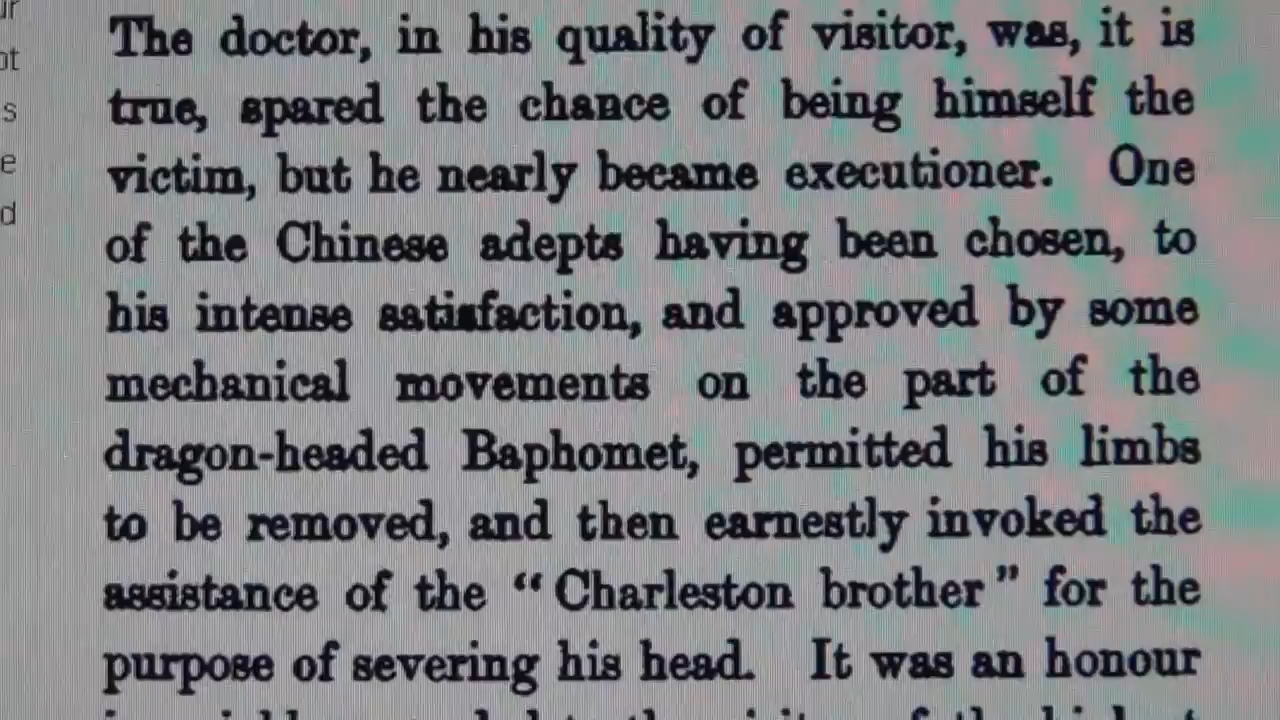 The doctor, in his quality of visitor, was, it is
true, spared the chance of being himself the
victim, but he nearly became executioner. One
of the Chinese adepts having been chosen, to
his intense satisfaction, and approved by some
mechanical movements on the part of the
dragon-headed Baphomet, permitted his limbs
to be removed, and then earnestly invoked the
assistance of the “Charleston brother” for the
purpose of severing his head. It was an honour